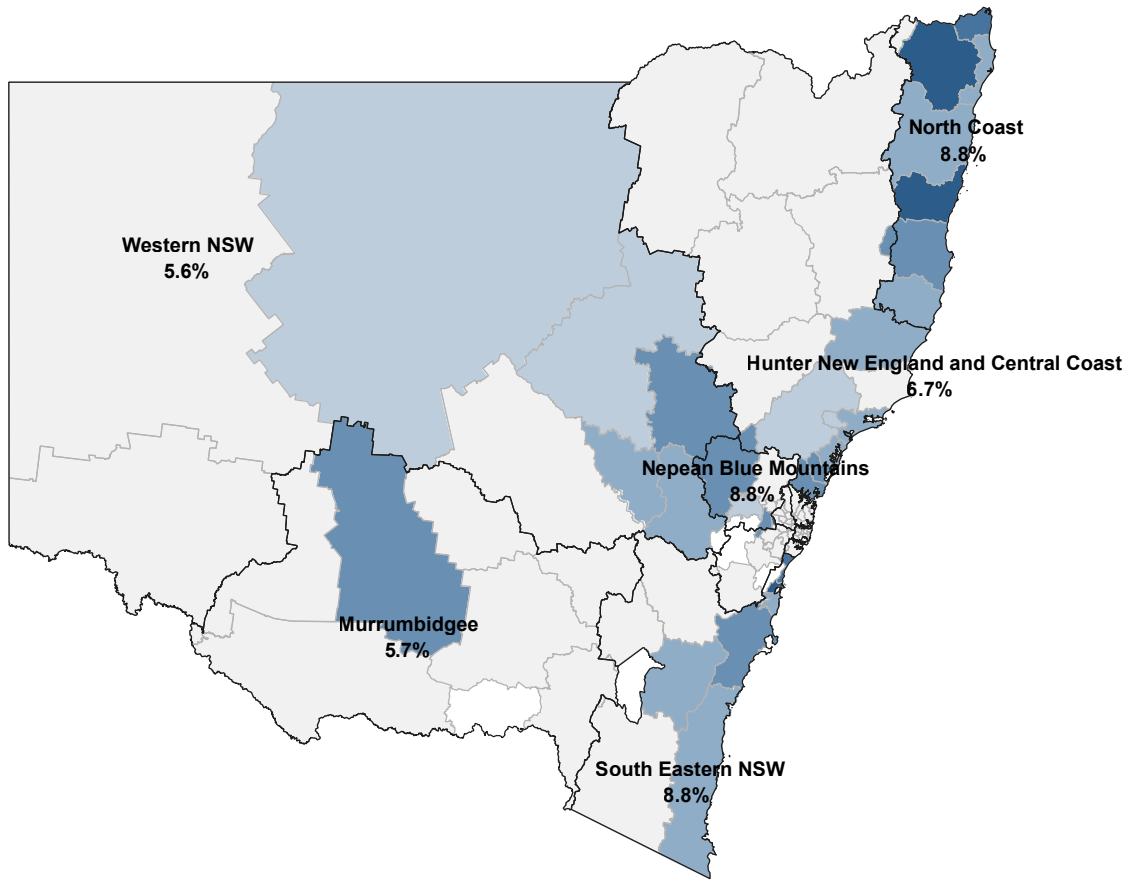 North Coast
8.8%
Western NSW
5.6%
Hunter New England and Central Coast
6.7%
Nepean Blue Mountains
8.8%
Murrumbidgee
5.7%
South Eastern NSW
8.8%